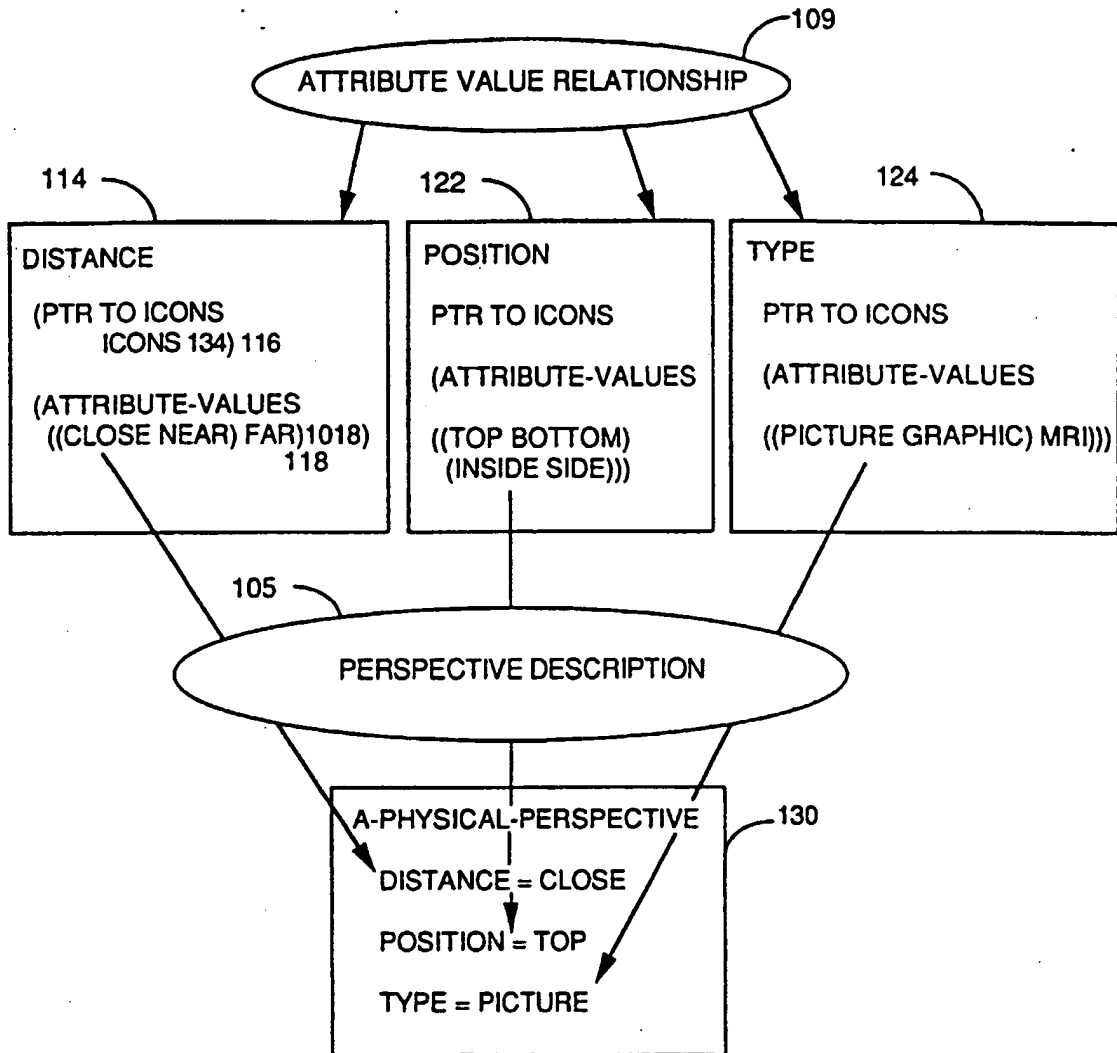 109
ATTRIBUTE VALUE RELATIONSHIP
114
122
124
DISTANCE
(PTR TO ICONS
ICONS 134) 116
(ATTRIBUTE-VALUES
((CLOSE NEAR) FAR)1018)
118
POSITION
PTR TO ICONS
(ATTRIBUTE-VALUES
((TOP BOTTOM)
(INSIDE SIDE)))
TYPE
PTR TO ICONS
(ATTRIBUTE-VALUES
((PICTURE GRAPHIC) MRI)))
105
PERSPECTIVE DESCRIPTION
A-PHYSICAL-PERSPECTIVE
130
DISTANCE = CLOSE
POSITION = TOP
TYPE = PICTURE